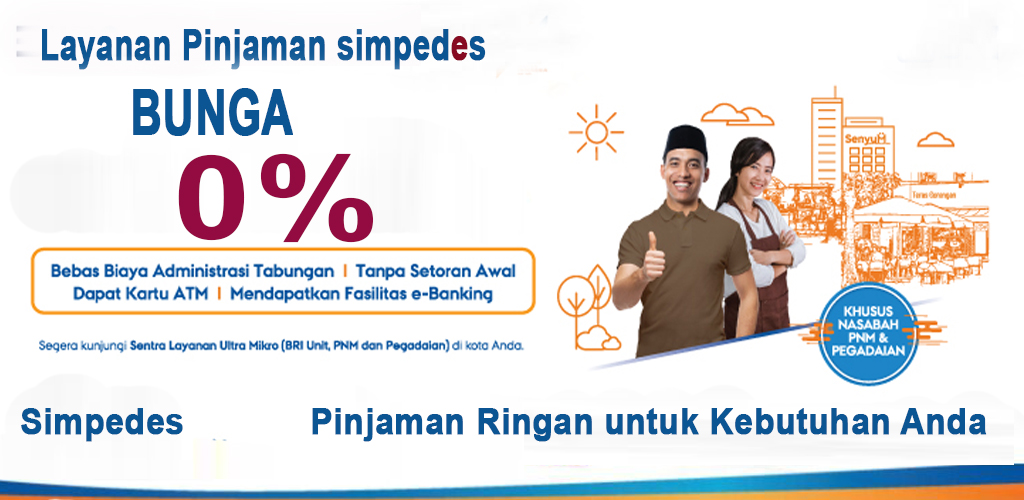 Layanan Pinjaman simpedes
BUNGA
0%
Bebas Biaya Administrasi Tabungan | Tanpa Setoran Awal
Dapat Kartu ATM | Mendapatkan Fasilitas e-Banking
Segera kunjungi Sentra Layanan Ultra Mikro (BRI Unit, PNM dan Pegadaian) di kota Anda.
SenyuM
Teras Gorengan
KHUSUS
NASABAH
PNM &
PEGADAIAN
Simpedes
Pinjaman Ringan untuk Kebutuhan Anda